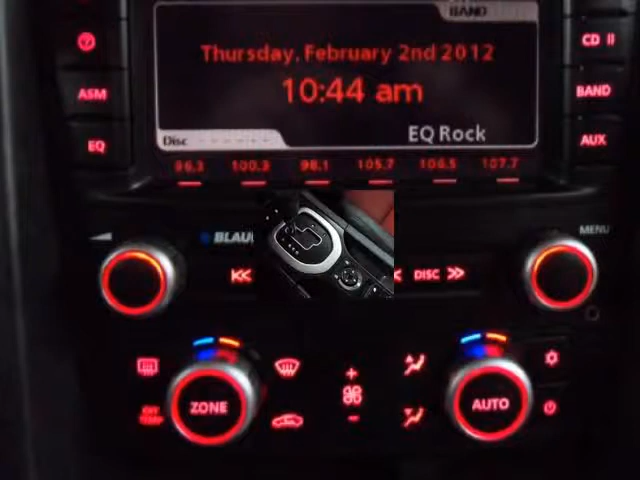 BAND
Thursday, February 2nd 2012
10:44 am
EQ Rock
Disc
96.3 100.3 98.1 105.7 106.5 107.7
ASM
EQ
CD II
BAND
AUX
BLAU
MENU
DISC
ZONE
AUTO